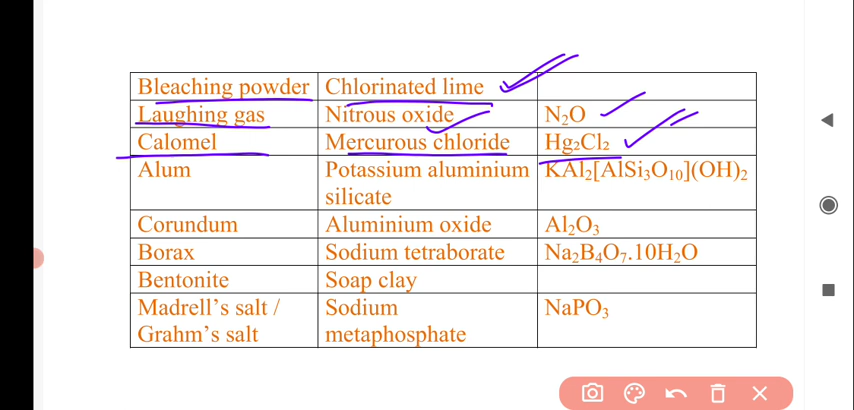 Bleaching powder Chlorinated lime
Laughing gas Nitrous oxide N₂O
Calomel Mercurous chloride Hg₂Cl₂
Alum Potassium aluminium KAl₂[AlSi₃O₁₀](OH)₂
silicate
Corundum Aluminium oxide Al₂O₃
Borax Sodium tetraborate Na₂B₄O₇.10H₂O
Bentonite Soap clay
Madrell’s salt / Sodium NaPO₃
Grahm’s salt metaphosphate